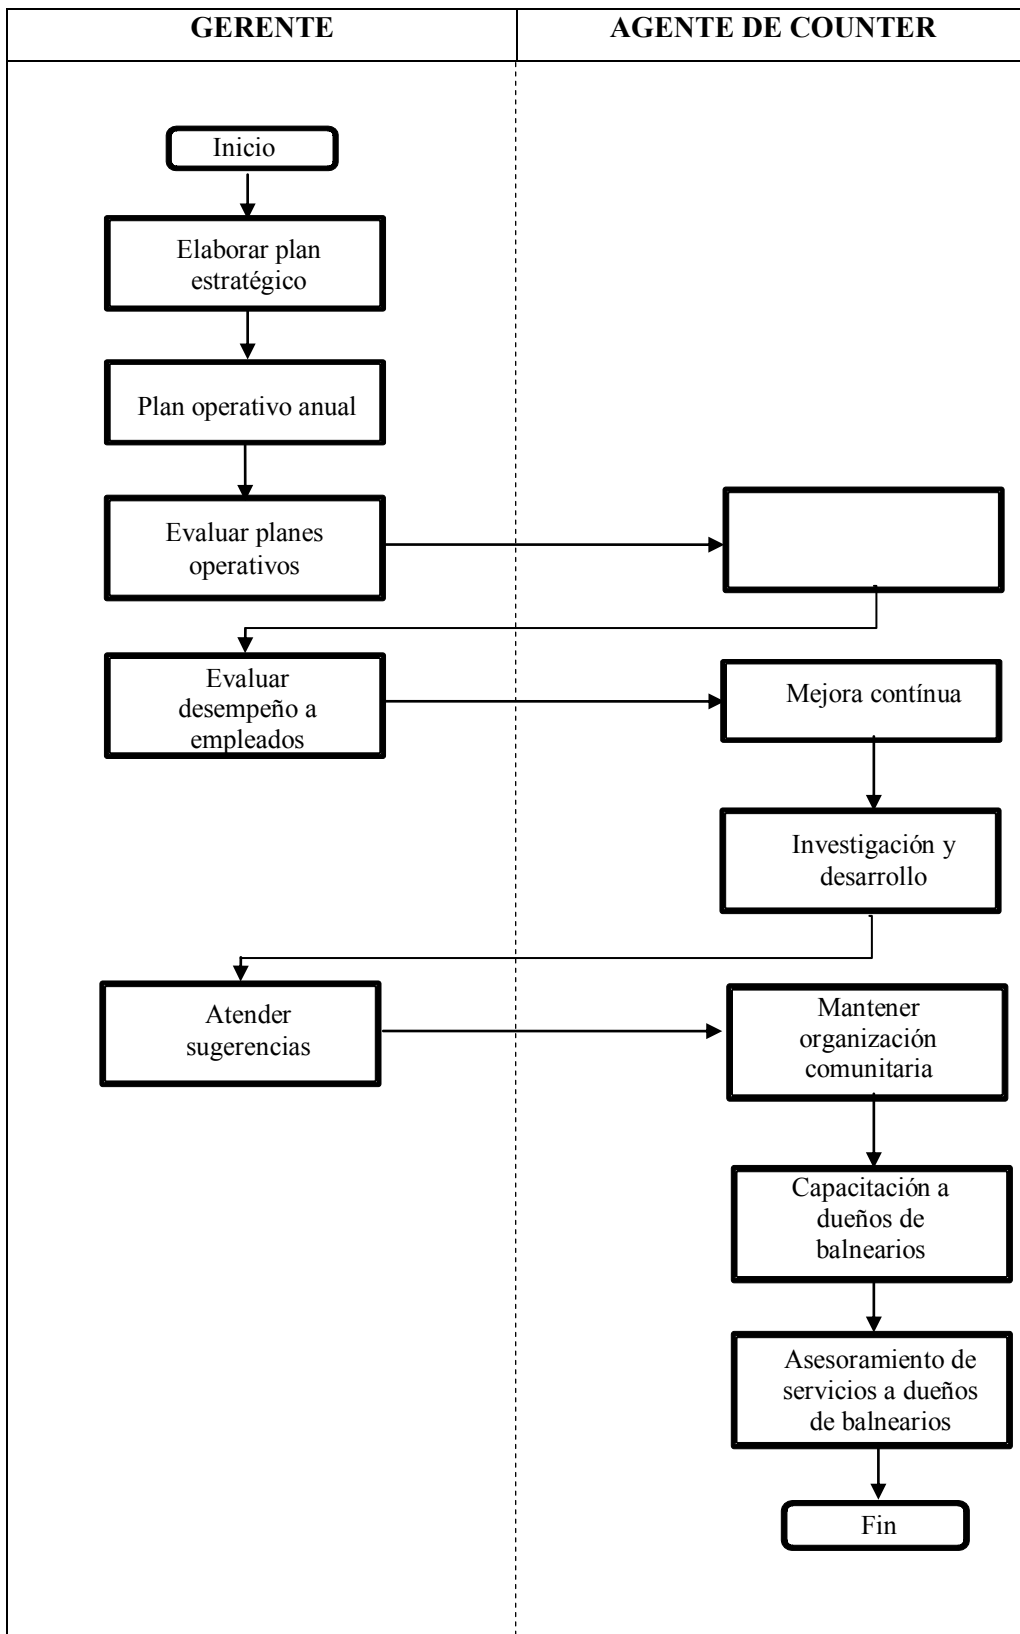 GERENTE
AGENTE DE COUNTER
Inicio
Elaborar plan
estratégico
Plan operativo anual
Evaluar planes
operativos
Evaluar
desempeño a
empleados
Mejora contínua
Investigación y
desarrollo
Atender
sugerencias
Mantener
organización
comunitaria
Capacitación a
dueños de
balnearios
Asesoramiento de
servicios a dueños
de balnearios
Fin